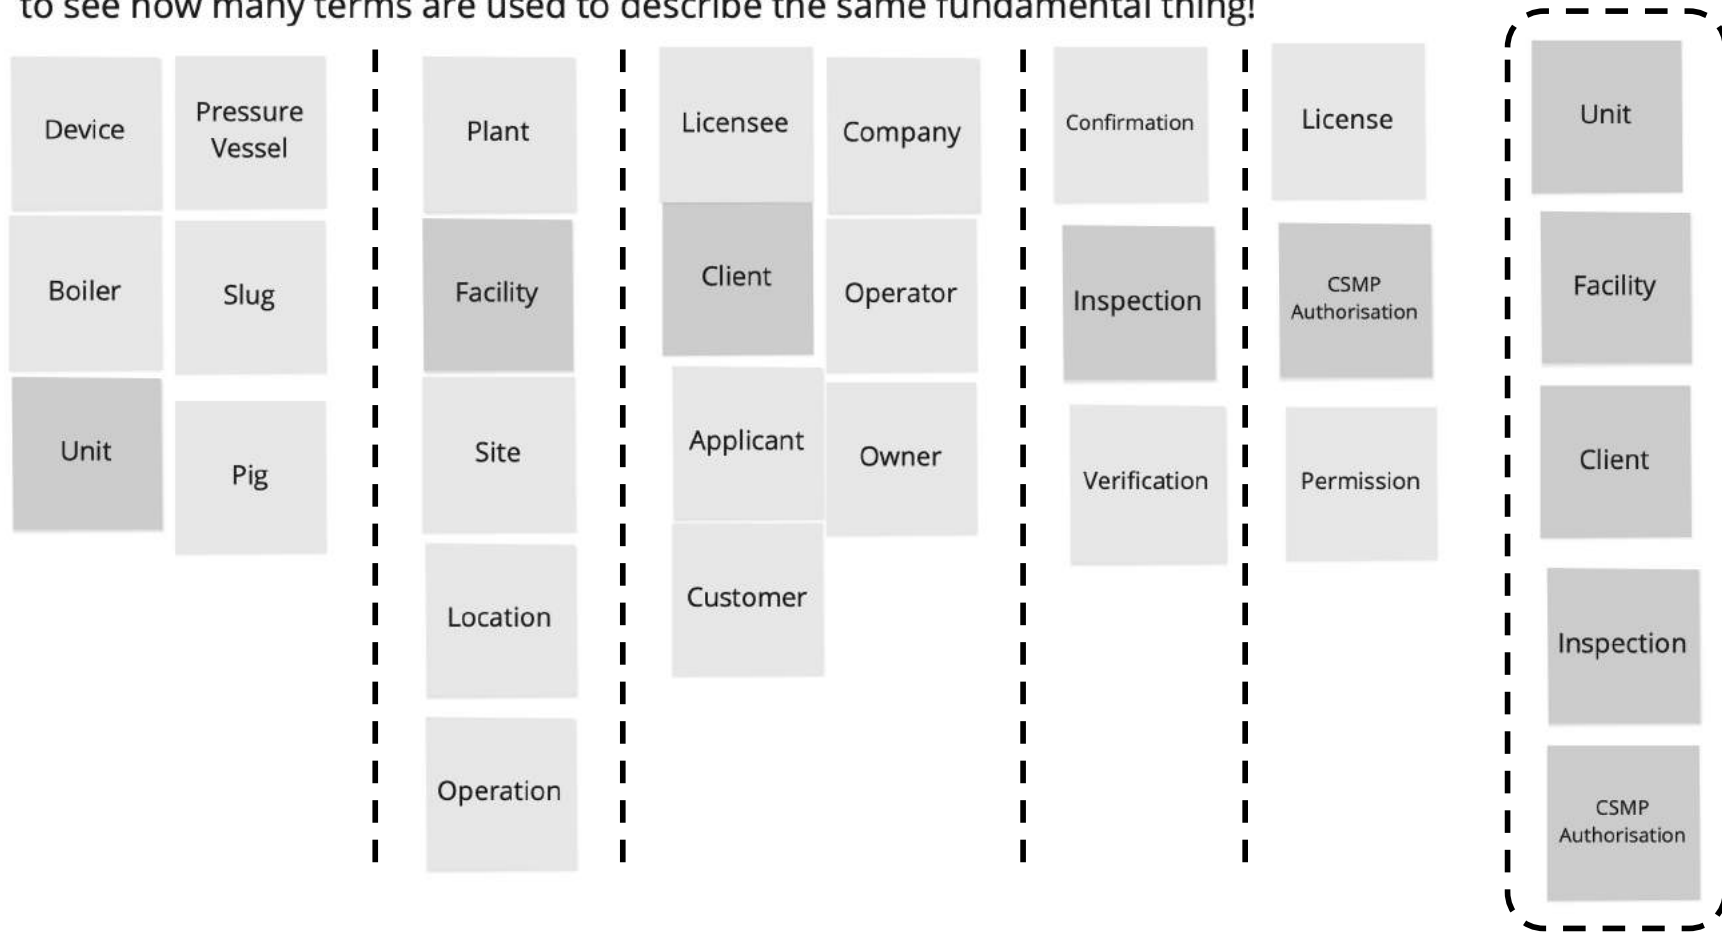 to see how many terms are used to describe the same fundamental thing!
Device
Pressure
Vessel
Boiler
Slug
Unit
Pig
Plant
Facility
Site
Location
Operation
Licensee
Company
Client
Operator
Applicant
Owner
Customer
Confirmation
Inspection
Verification
License
CSMP
Authorisation
Permission
Unit
Facility
Client
Inspection
CSMP
Authorisation